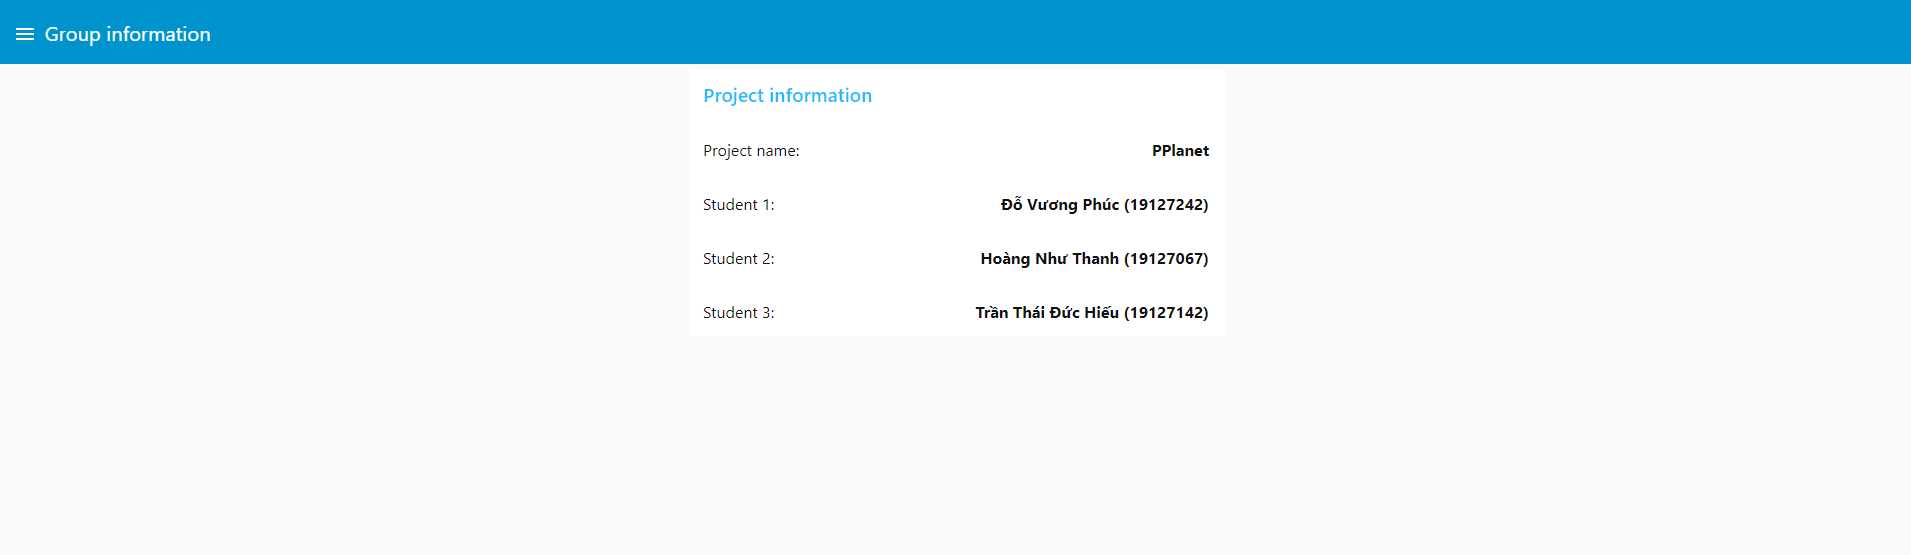 Group information
Project information
Project name: PPlanet
Student 1: Đỗ Vương Phúc (19127242)
Student 2: Hoàng Như Thanh (19127067)
Student 3: Trần Thái Đức Hiếu (19127142)